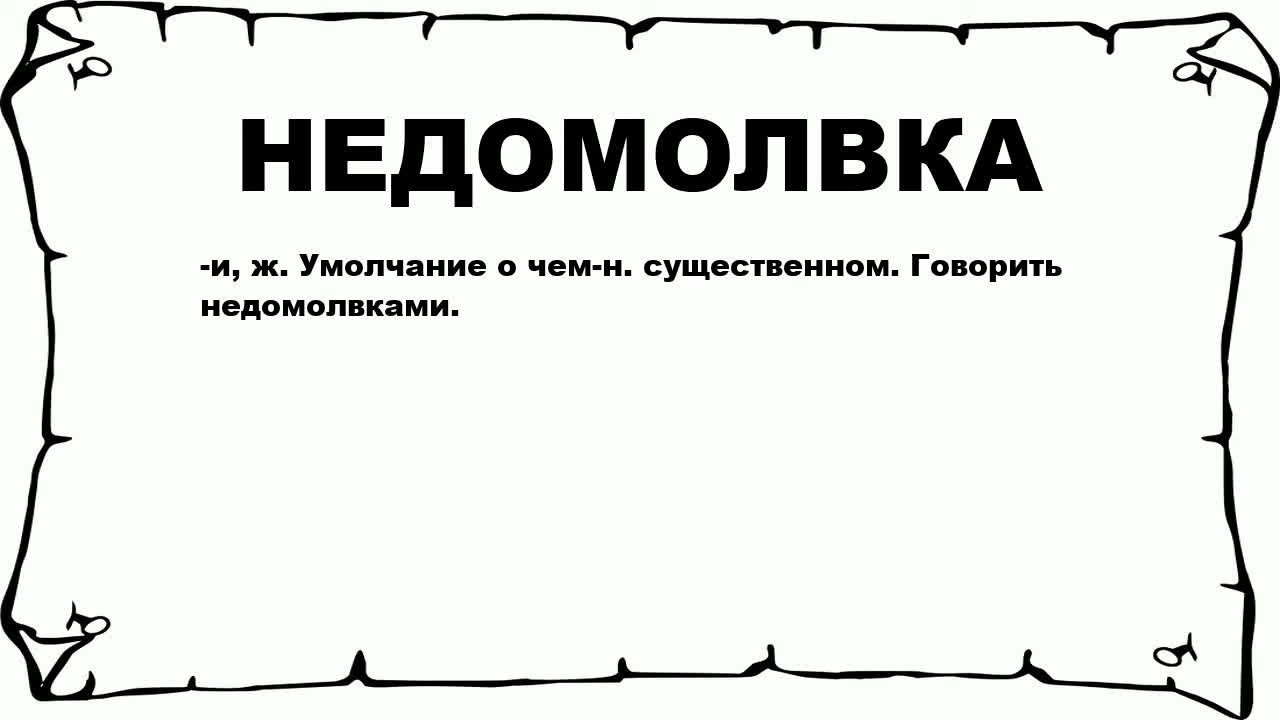 НЕДОМОЛВКА
-и, ж. Умолчание о чем-н. существенном. Говорить
недомолвками.